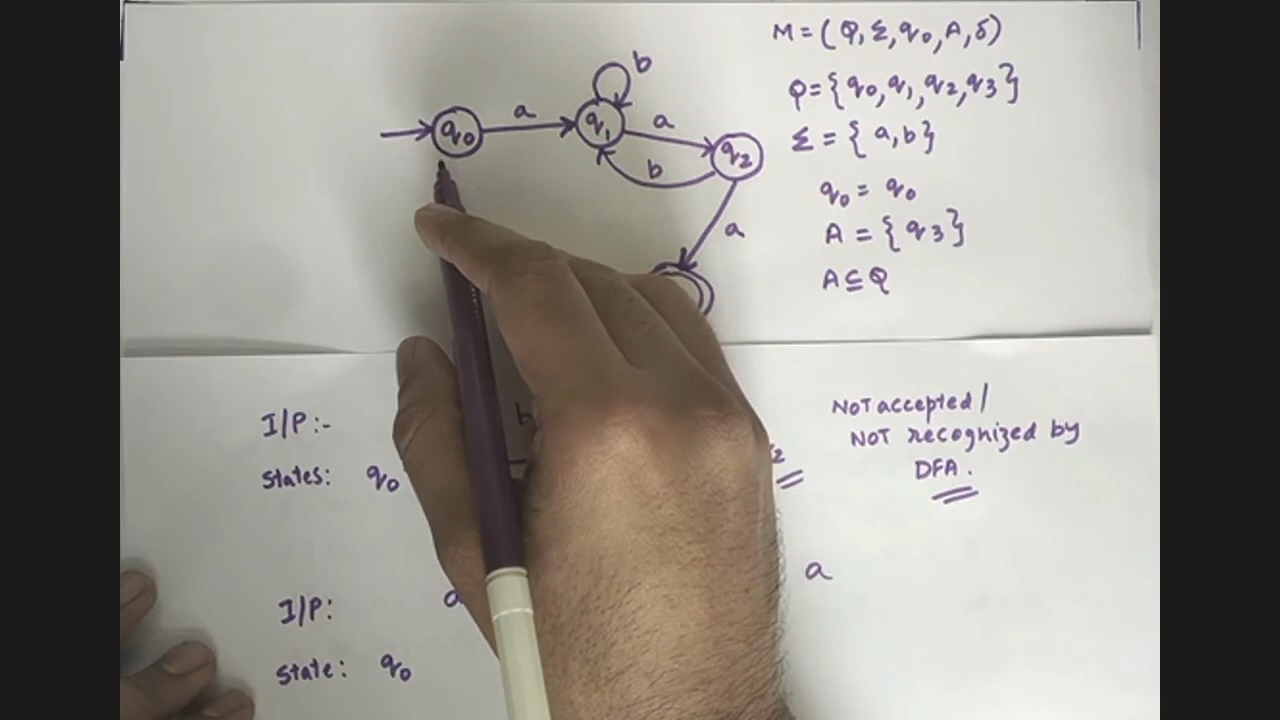 M = (Q, Σ, q0, A, δ)
Q = {q0, q1, q2, q3}
Σ = {a, b}
q0 = q0
A = {q3}
A ⊆ Q
b
a
a
q0
q1
q2
b
a
I/P :-
States: q0
2
NOT accepted /
NOT recognized by
DFA.
I/P: a a
State: q0